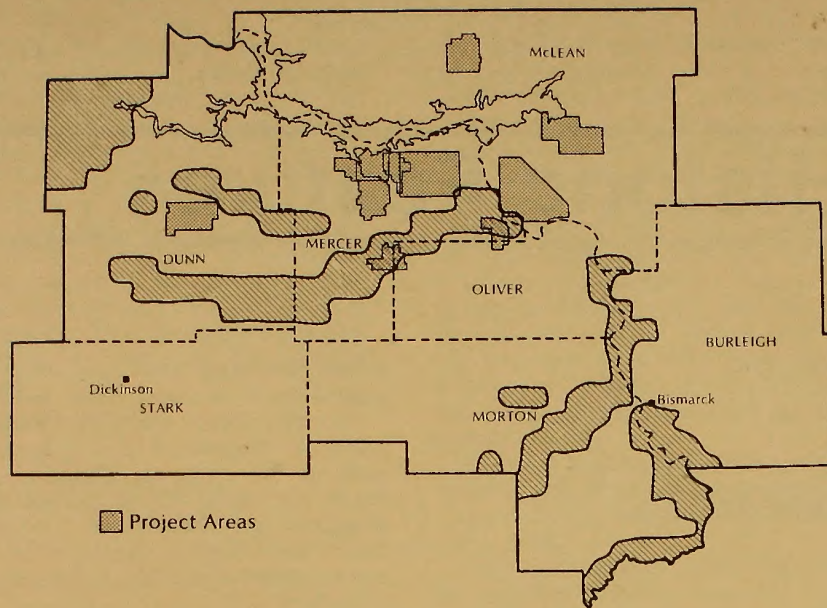 McLEAN
MERCER
DUNN
OLIVER
BURLEIGH
Dickinson
STARK
MORTON
Bismarck
Project Areas